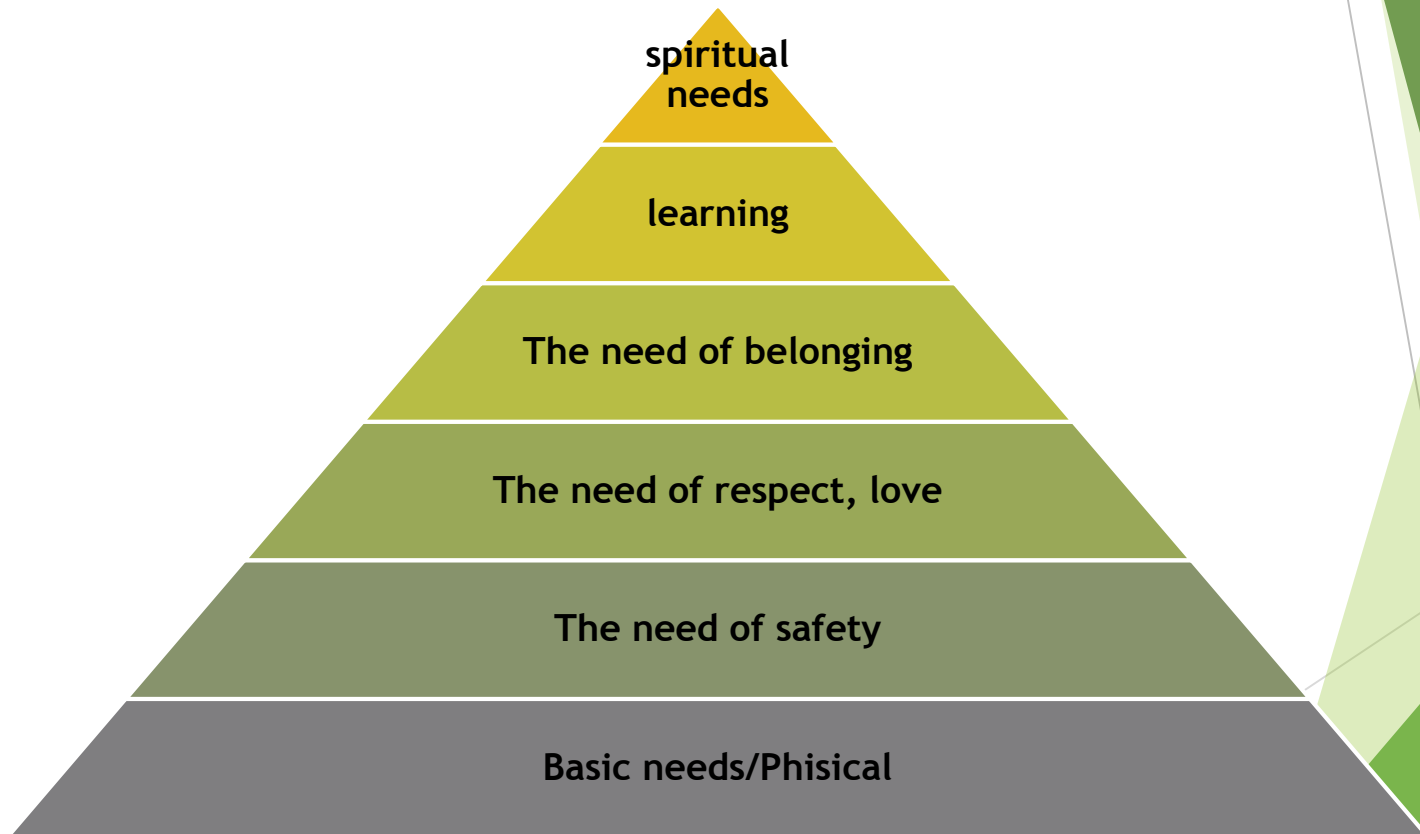 spiritual
needs
learning
The need of belonging
The need of respect, love
The need of safety
Basic needs/Phisical